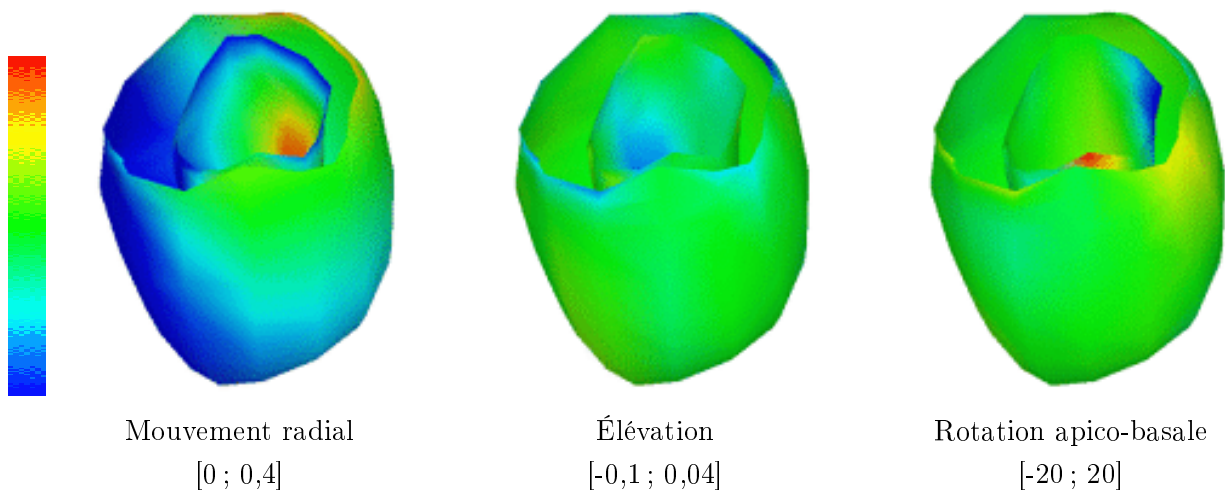 Mouvement radial
[0 ; 0,4]
Élévation
[-0,1 ; 0,04]
Rotation apico-basale
[-20 ; 20]